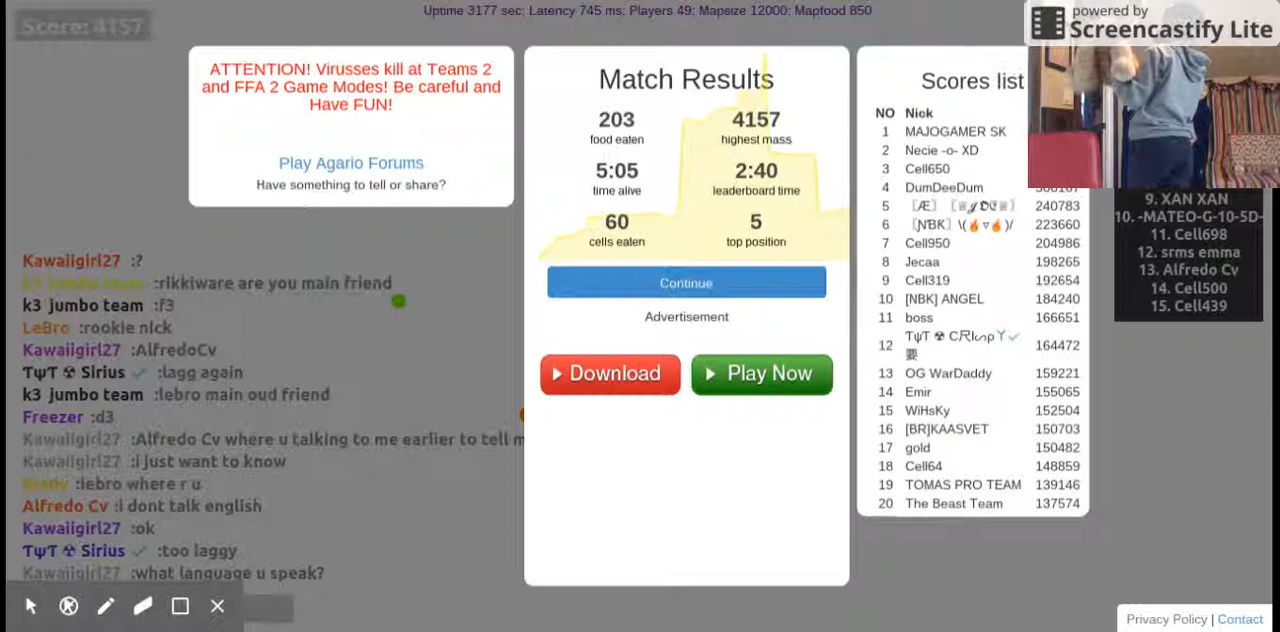 Uptime 3177 sec; Latency 745 ms; Players 49; Mapsize 12000; Mapfood 850
Score: 4157
powered by
Screencastify Lite
ATTENTION! Virusses kill at Teams 2
and FFA 2 Game Modes! Be careful and
Have FUN!
Play Agario Forums
Have something to tell or share?
Kawaiigirl27 :?
k3 jumbo team :rikkiware are you main friend
k3 jumbo team :f3
LeBro :rookie nick
Kawaiigirl27 :AlfredoCv
TψT ☢ Sirius ✓ :lagg again
k3 jumbo team :lebro main oud friend
Freezer :d3
Kawaiigirl27 :Alfredo Cv where u talking to me earlier to tell m
Kawaiigirl27 :i just want to know
:lebro where r u
Alfredo Cv :i dont talk english
Kawaiigirl27 :ok
TψT ☢ Sirius ✓ :too laggy
Kawaiigirl27 :what language u speak?
Match Results
203 4157
food eaten highest mass
5:05 2:40
time alive leaderboard time
60 5
cells eaten top position
Continue
Advertisement
Download
Play Now
Scores list
NO Nick
1 MAJOGAMER SK
2 Necie -o- XD
3 Cell650
4 DumDeeDum
5 240783
6 〖ƝƁK〗 \(🔥▿🔥)/ 223660
7 Cell950 204986
8 Jecaa 198265
9 Cell319 192654
10 [NBK] ANGEL 184240
11 boss 166651
12 TψT ☢ 164472
要
13 OG WarDaddy 159221
14 Emir 155065
15 WiHsKy 152504
16 [BR]KAASVET 150703
17 gold 150482
18 Cell64 148859
19 TOMAS PRO TEAM 139146
20 The Beast Team 137574
9. XAN XAN
10. -MATEO-G-10-5D-
11. Cell698
12. srms emma
13. Alfredo Cv
14. Cell500
15. Cell439
Privacy Policy | Contact